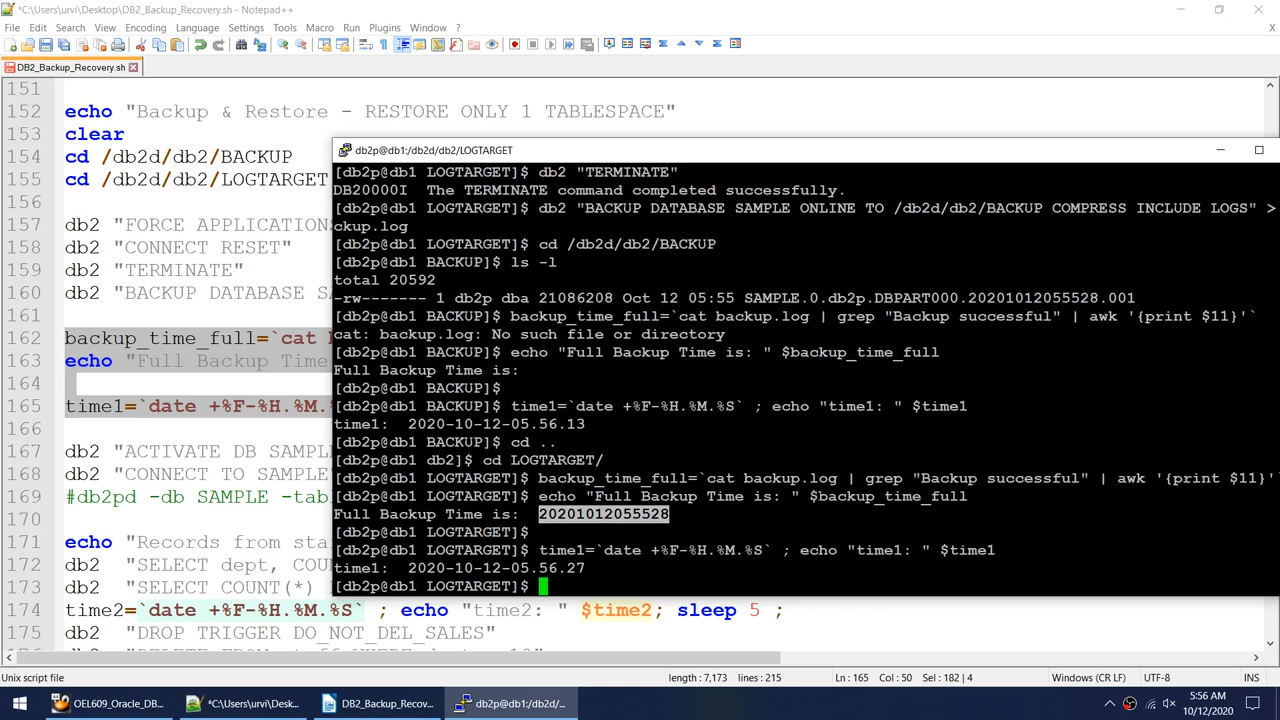 *C:\Users\urvi\Desktop\DB2_Backup_Recovery.sh - Notepad++
File Edit Search View Encoding Language Settings Tools Macro Run Plugins Window ?
X
DB2_Backup_Recovery.sh
151
152 echo "Backup & Restore - RESTORE ONLY 1 TABLESPACE"
153 clear
154 cd /db2d/db2/BACKUP
155 cd /db2d/db2/LOGTARGET
156
157 db2 "FORCE APPLICATIONS
158 db2 "CONNECT RESET"
159 db2 "TERMINATE"
160 db2 "BACKUP DATABASE SA
161
162 backup_time_full=`cat
163 echo "Full Backup Time
164
165 time1=`date +%F-%H.%M.%S
166
167 db2 "ACTIVATE DB SAMPL
168 db2 "CONNECT TO SAMPLE
169 #db2pd -db SAMPLE -tab
171 echo "Records from sta
172 db2 "SELECT dept, COU
173 db2 "SELECT COUNT(*)
174 time2=`date +%F-%H.%M.%S` ; echo "time2: " $time2; sleep 5 ;
175 db2 "DROP TRIGGER DO_NOT_DEL_SALES"
db2p@db1:/db2d/db2/LOGTARGET
[db2p@db1 LOGTARGET]$ db2 "TERMINATE"
DB20000I The TERMINATE command completed successfully.
[db2p@db1 LOGTARGET]$ db2 "BACKUP DATABASE SAMPLE ONLINE TO /db2d/db2/BACKUP COMPRESS INCLUDE LOGS" >
ckup.log
[db2p@db1 LOGTARGET]$ cd /db2d/db2/BACKUP
[db2p@db1 BACKUP]$ ls -l
total 20592
-rw------- 1 db2p dba 21086208 Oct 12 05:55 SAMPLE.0.db2p.DBPART000.20201012055528.001
[db2p@db1 BACKUP]$ backup_time_full=`cat backup.log | grep "Backup successful" | awk '{print $11}'`
cat: backup.log: No such file or directory
[db2p@db1 BACKUP]$ echo "Full Backup Time is: " $backup_time_full
Full Backup Time is:
[db2p@db1 BACKUP]$
[db2p@db1 BACKUP]$ time1=`date +%F-%H.%M.%S` ; echo "time1: " $time1
time1: 2020-10-12-05.56.13
[db2p@db1 BACKUP]$ cd ..
[db2p@db1 db2]$ cd LOGTARGET/
[db2p@db1 LOGTARGET]$ backup_time_full=`cat backup.log | grep "Backup successful" | awk '{print $11}'`
[db2p@db1 LOGTARGET]$ echo "Full Backup Time is: " $backup_time_full
Full Backup Time is: 20201012055528
[db2p@db1 LOGTARGET]$
[db2p@db1 LOGTARGET]$ time1=`date +%F-%H.%M.%S` ; echo "time1: " $time1
time1: 2020-10-12-05.56.27
[db2p@db1 LOGTARGET]$
Unix script file length : 7,173 lines : 215 Ln : 165 Col : 50 Sel : 182 | 4 Windows (CR LF) UTF-8 INS
OEL609_Oracle_DB... *C:\Users\urvi\Desk... DB2_Backup_Recov... db2p@db1:/db2d/... 5:56 AM
10/12/2020